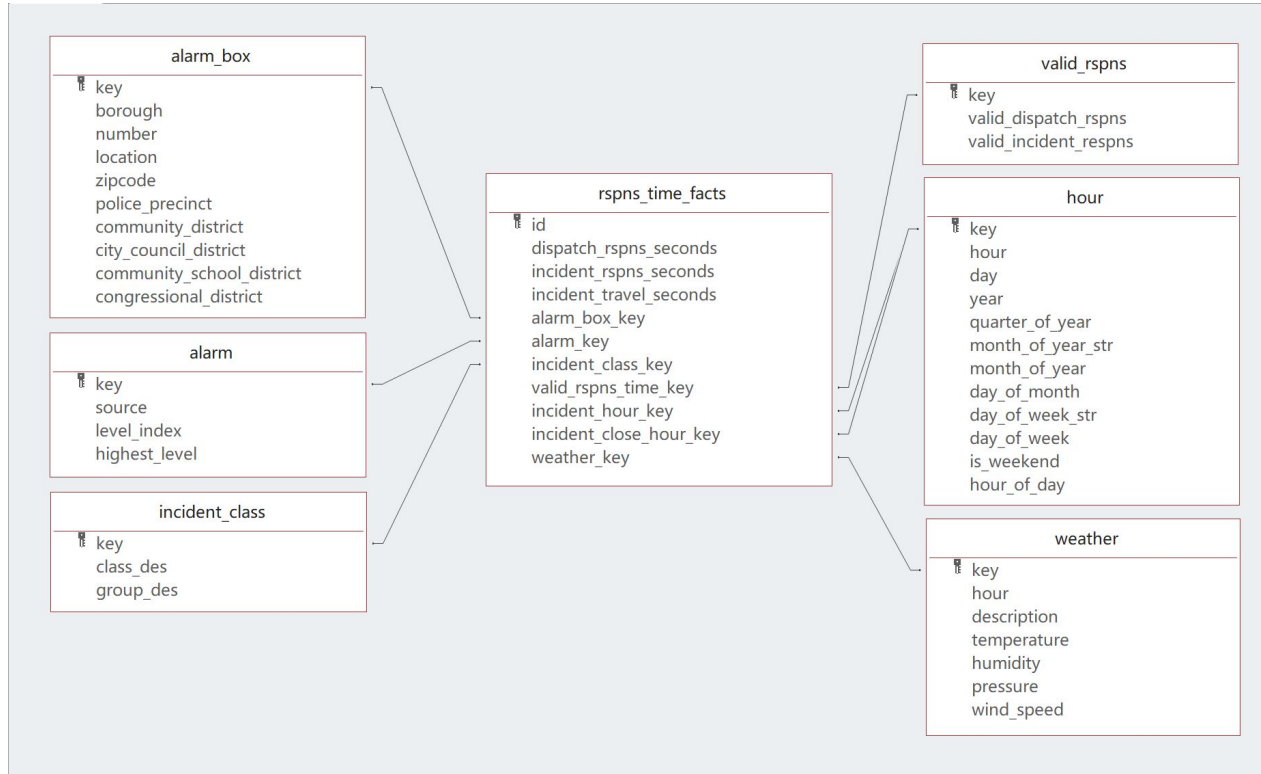 alarm_box
key
borough
number
location
zipcode
police_precinct
community_district
city_council_district
community_school_district
congressional_district
alarm
key
source
level_index
highest_level
incident_class
key
class_des
group_des
rspns_time_facts
id
dispatch_rspns_seconds
incident_rspns_seconds
incident_travel_seconds
alarm_box_key
alarm_key
incident_class_key
valid_rspns_time_key
incident_hour_key
incident_close_hour_key
weather_key
valid_rspns
key
valid_dispatch_rspns
valid_incident_respns
hour
key
hour
day
year
quarter_of_year
month_of_year_str
month_of_year
day_of_month
day_of_week_str
day_of_week
is_weekend
hour_of_day
weather
key
hour
description
temperature
humidity
pressure
wind_speed